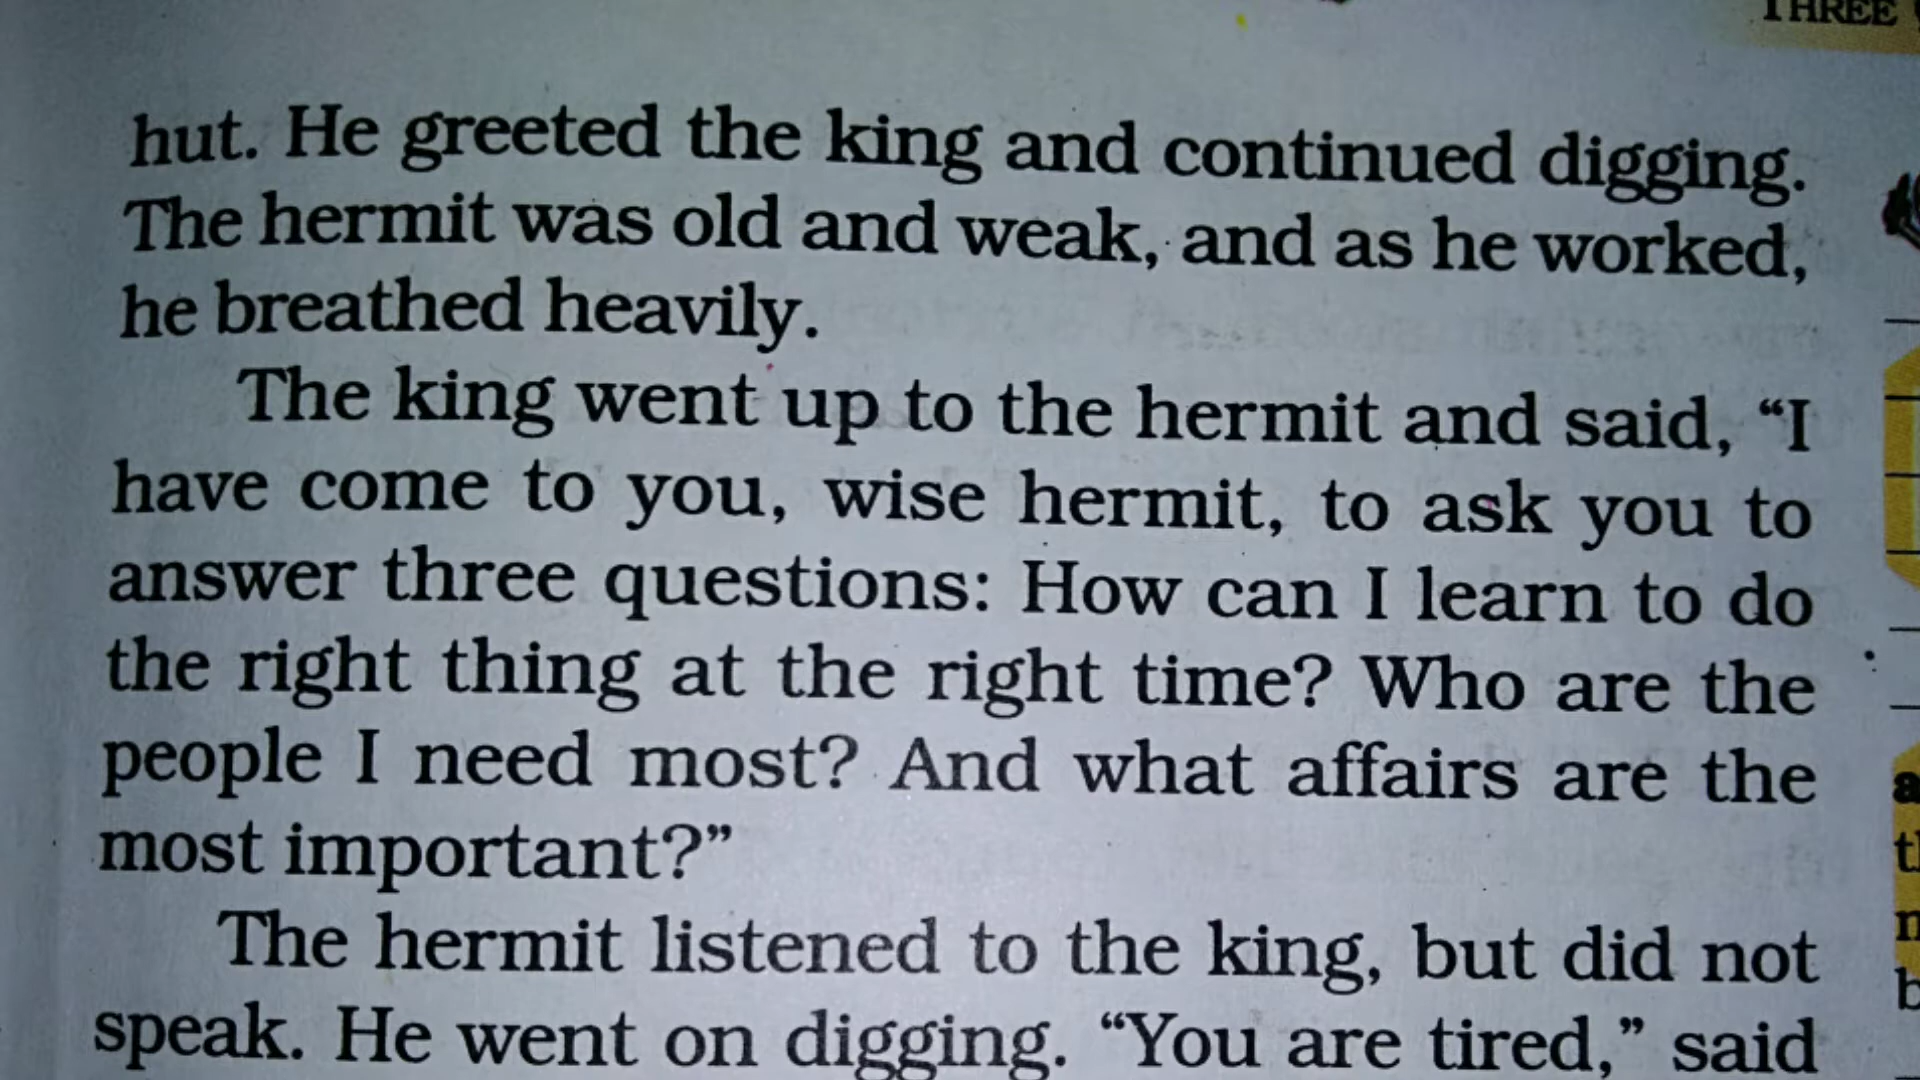 THREE
hut. He greeted the king and continued digging.
The hermit was old and weak, and as he worked,
he breathed heavily.
The king went up to the hermit and said, “I
have come to you, wise hermit, to ask you to
answer three questions: How can I learn to do
the right thing at the right time? Who are the
people I need most? And what affairs are the
most important?”
The hermit listened to the king, but did not
speak. He went on digging. “You are tired,” said